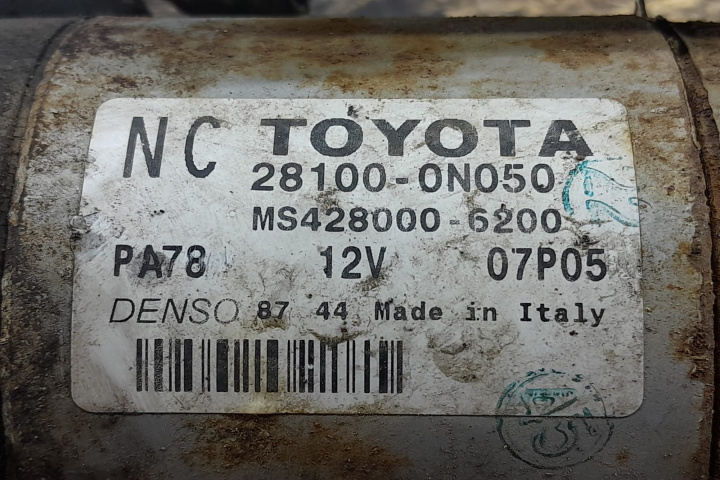 NC TOYOTA
28100-0N050
MS428000-6200
PA78 12V 07P05
DENSO 87 44 Made in Italy